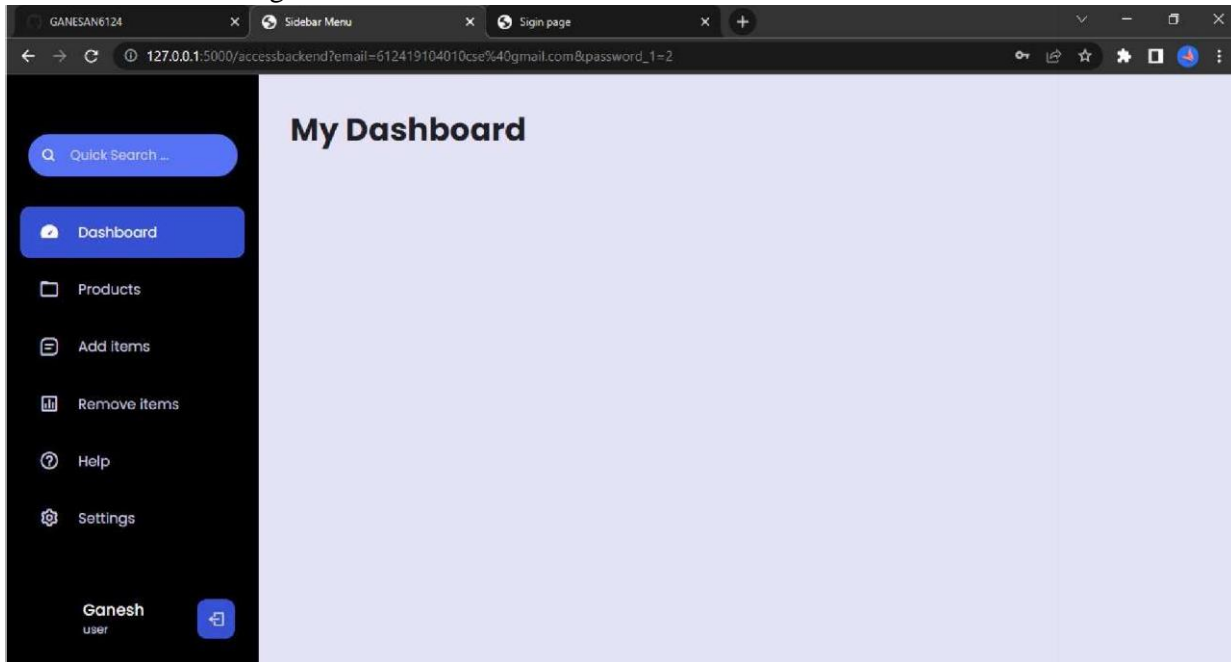 GANESAN6124
Sidebar Menu
Sigin page
127.0.0.1:5000/accessbackend?email=612419104010cse%40gmail.com&password_1=2
Quick Search ...
My Dashboard
Dashboard
Products
Add items
Remove items
Help
Settings
Ganesh
user